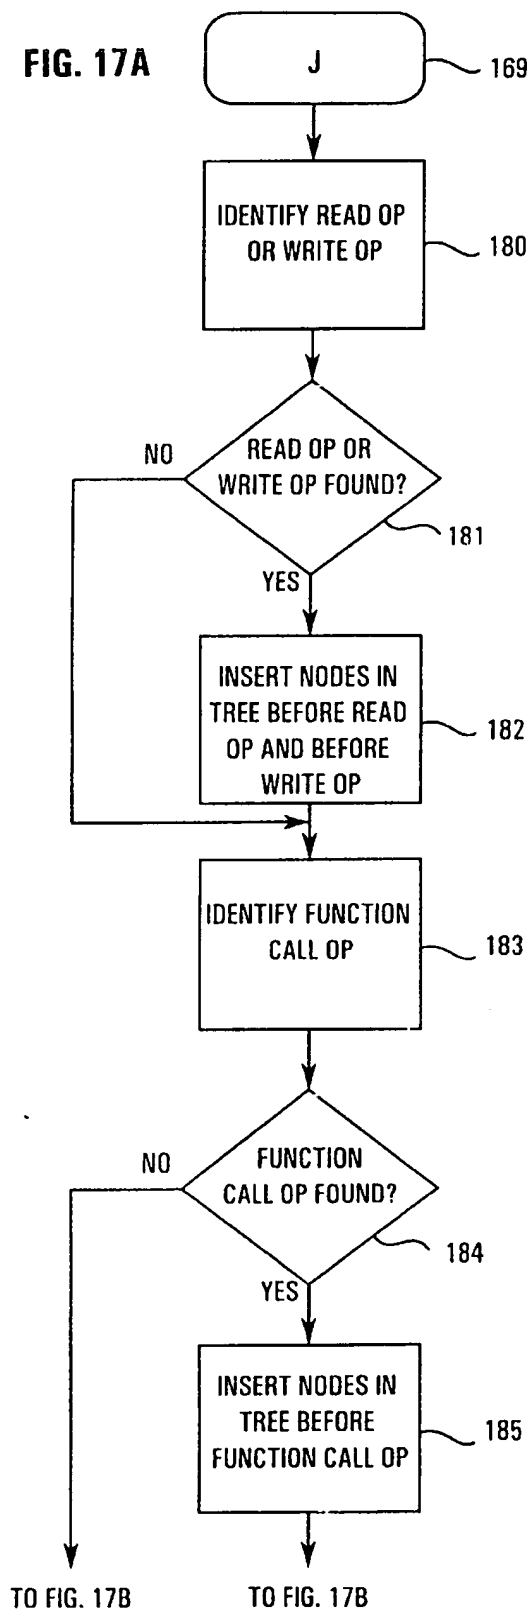 FIG. 17A
J
169
IDENTIFY READ OP
OR WRITE OP
180
NO
READ OP OR
WRITE OP FOUND?
181
YES
INSERT NODES IN
TREE BEFORE READ
OP AND BEFORE
WRITE OP
182
IDENTIFY FUNCTION
CALL OP
183
NO
FUNCTION
CALL OP FOUND?
184
YES
INSERT NODES IN
TREE BEFORE
FUNCTION CALL OP
185
TO FIG. 17B
TO FIG. 17B